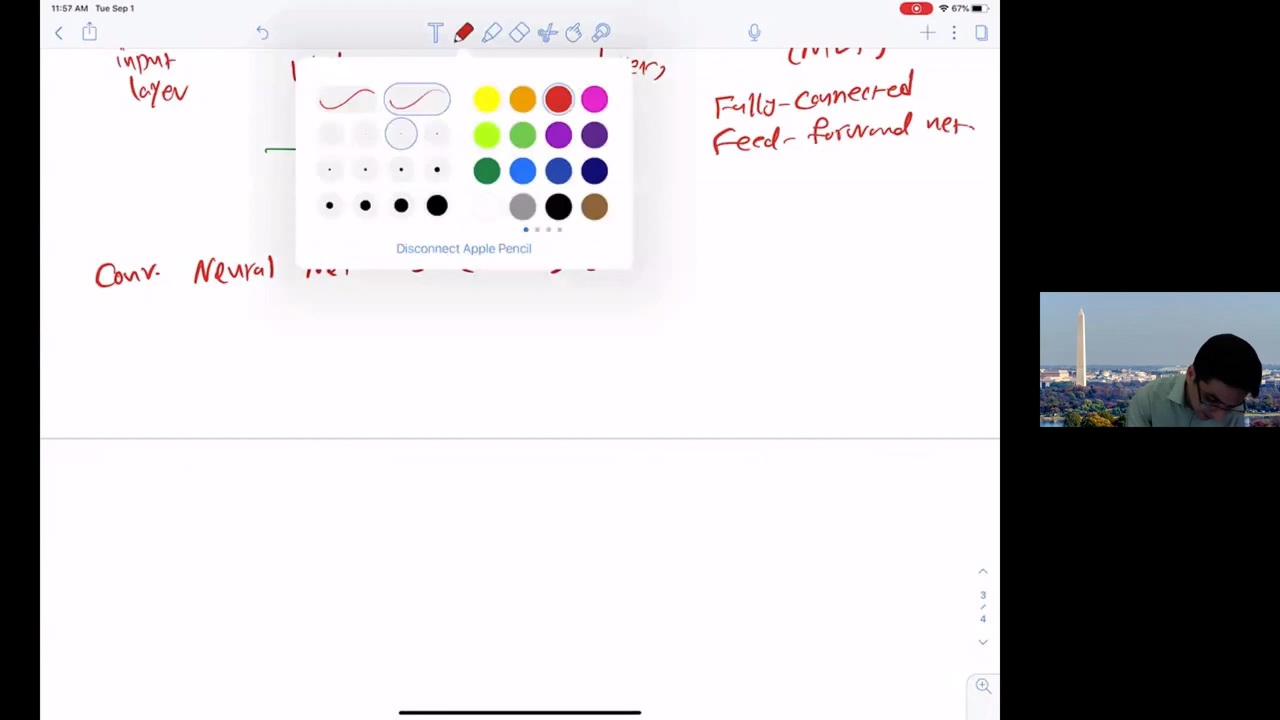 11:57 AM Tue Sep 1
67%
input
layer
Fully-connected
Feed-forward net
Disconnect Apple Pencil
Conv. Neural Net
3
/
4